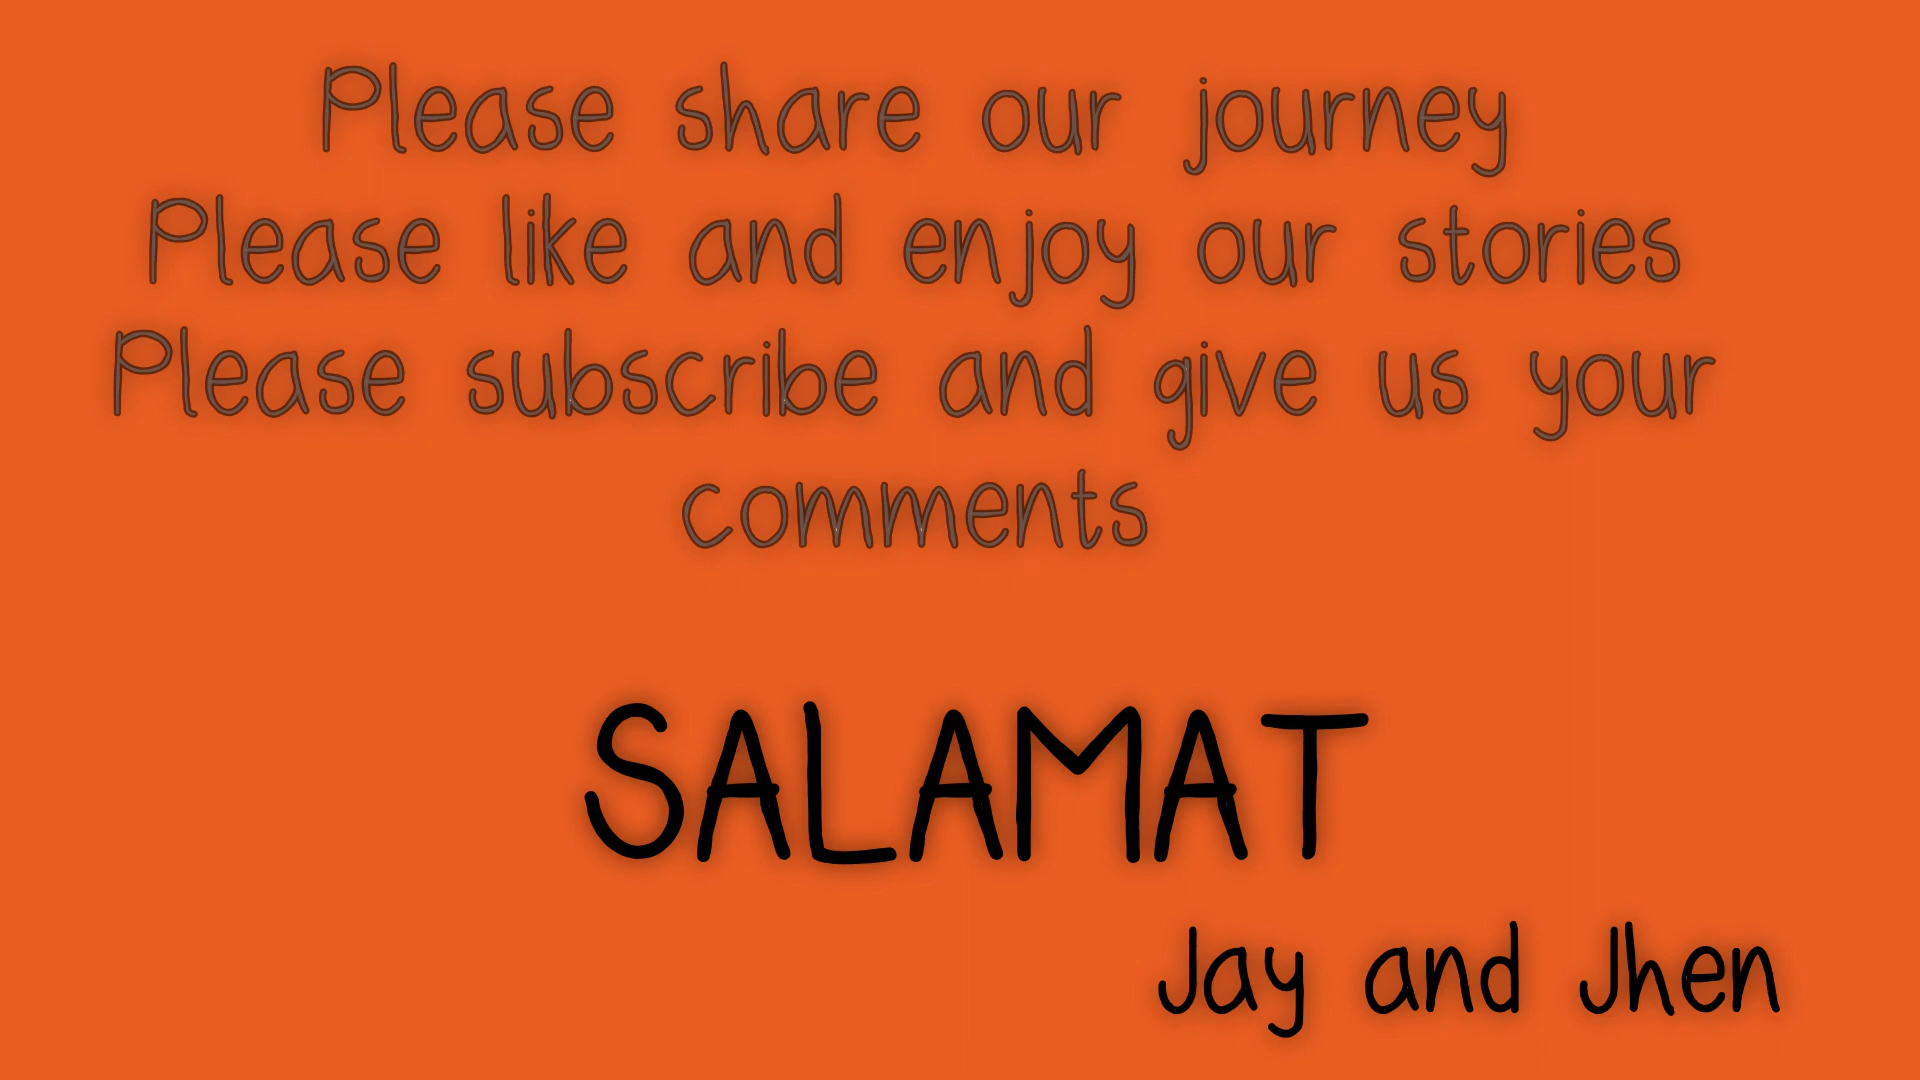 Please share our journey
Please like and enjoy our stories
Please subscribe and give us your
comments
SALAMAT
Jay and Jhen